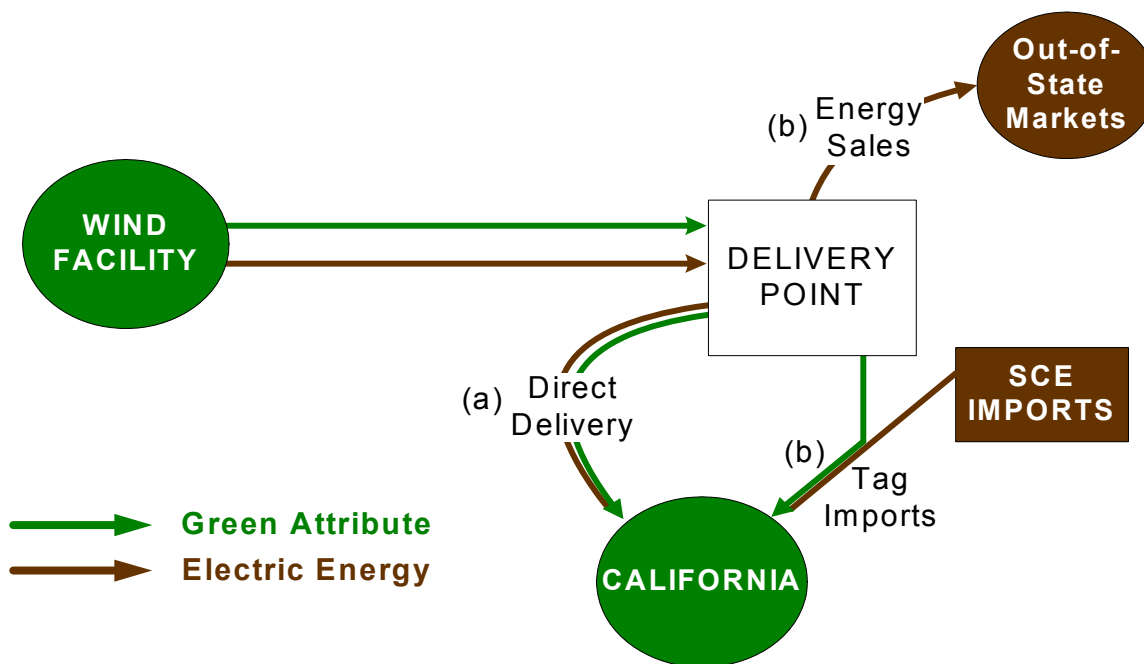 Out-of-
State
Markets
(b) Energy
Sales
WIND
FACILITY
DELIVERY
POINT
SCE
IMPORTS
(a) Direct
Delivery
(b) Tag
Imports
Green Attribute
Electric Energy
CALIFORNIA